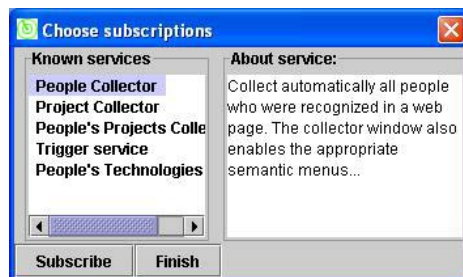 Choose subscriptions
Known services
People Collector
Project Collector
People's Projects Colle
Trigger service
People's Technologies
About service:
Collect automatically all people
who were recognized in a web
page. The collector window also
enables the appropriate
semantic menus...
Subscribe
Finish